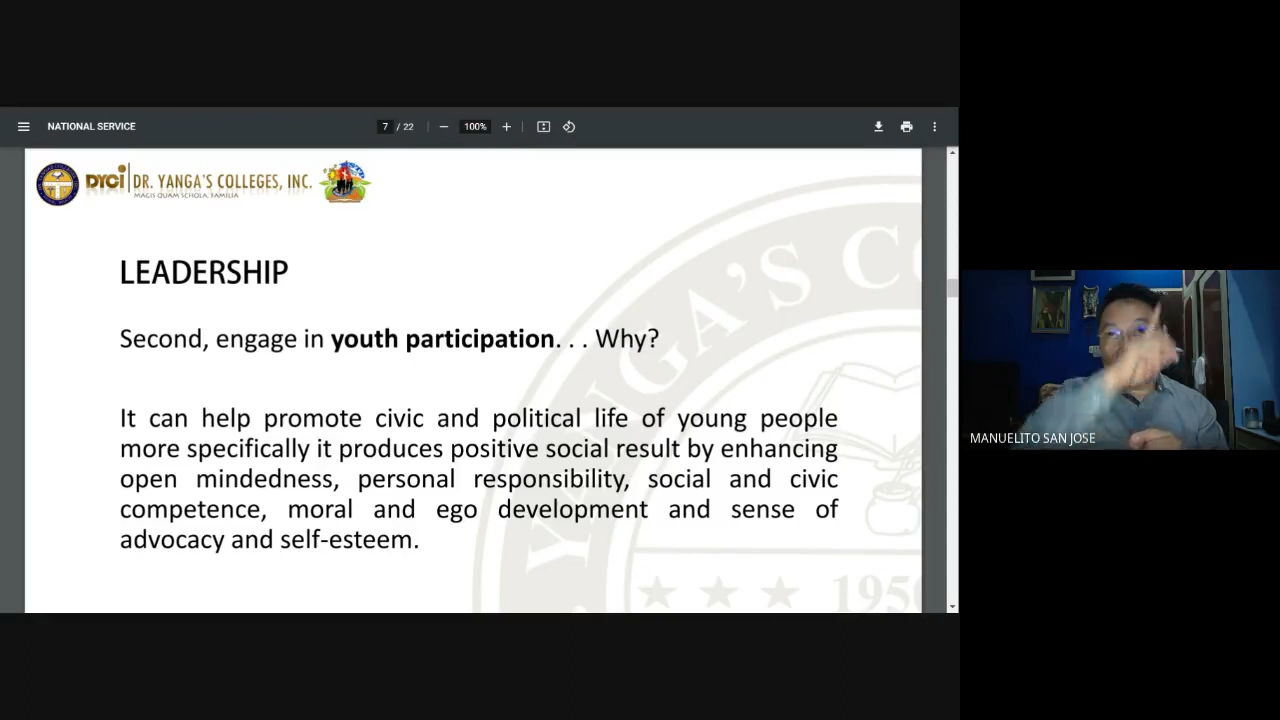 NATIONAL SERVICE
7 / 22
100%
DYCI DR. YANGA'S COLLEGES, INC.
MAGIS QUAM SCHOLA, FAMILIA
LEADERSHIP
Second, engage in youth participation. . . Why?
It can help promote civic and political life of young people
more specifically it produces positive social result by enhancing
open mindedness, personal responsibility, social and civic
competence, moral and ego development and sense of
advocacy and self-esteem.
YANGA'S CO
195
MANUELITO SAN JOSE